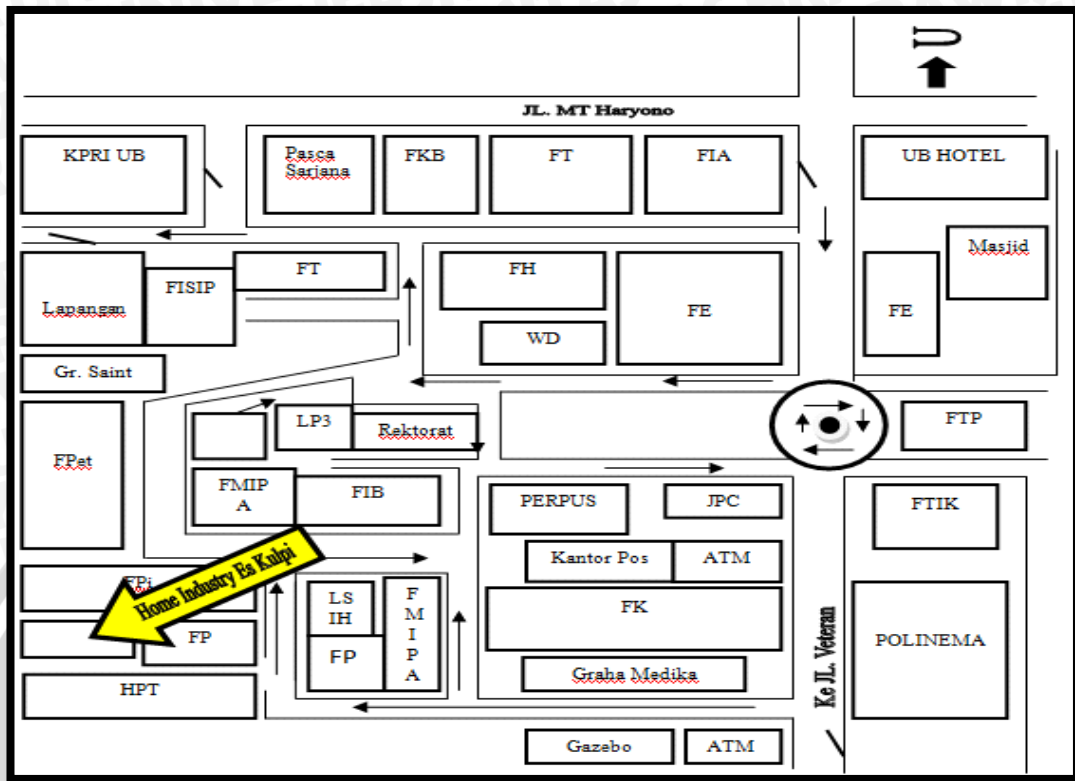 U
JL. MT Haryono
KPRI UB
Pasca
Sarjana
FKB
FT
FIA
UB HOTEL
Masjid
Lapangan
FISIP
FT
FH
WD
FE
FE
Gr. Saint
LP3
Rektorat
FTP
FPet
FMIP
A
FIB
PERPUS
JPC
FTIK
Kantor Pos
ATM
FPi
Home Industry Es Kulpi
FP
LS
IH
FP
F
M
I
P
A
FK
Graha Medika
POLINEMA
Ke JL. Veteran
HPT
Gazebo
ATM